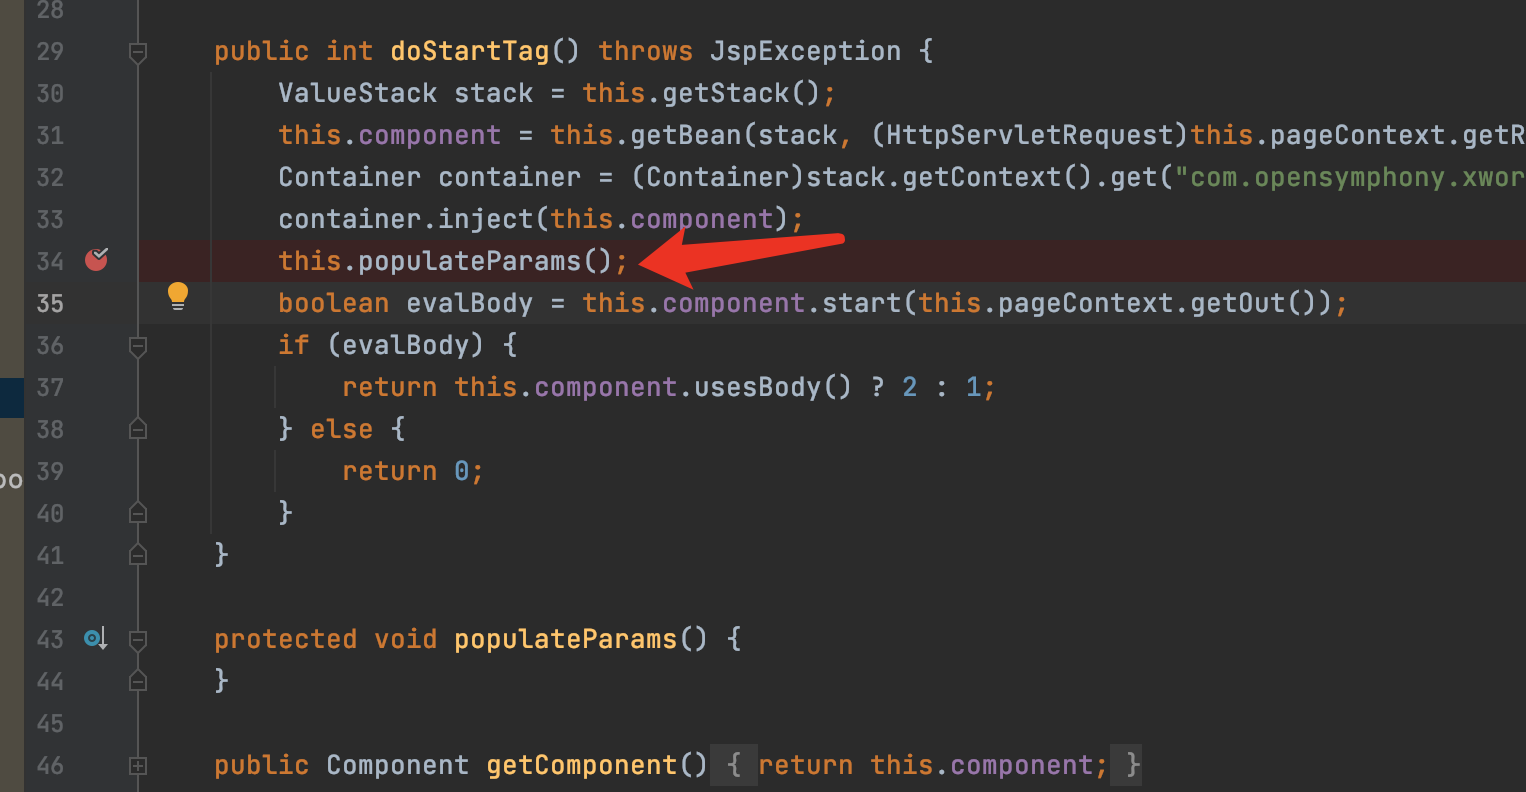 28
29 public int doStartTag() throws JspException {
30 ValueStack stack = this.getStack();
31 this.component = this.getBean(stack, (HttpServletRequest)this.pageContext.getR
32 Container container = (Container)stack.getContext().get("com.opensymphony.xwor
33 container.inject(this.component);
34 this.populateParams();
35 boolean evalBody = this.component.start(this.pageContext.getOut());
36 if (evalBody) {
37 return this.component.usesBody() ? 2 : 1;
38 } else {
oo 39 return 0;
40 }
41 }
42
43 protected void populateParams() {
44 }
45
46 public Component getComponent() { return this.component; }